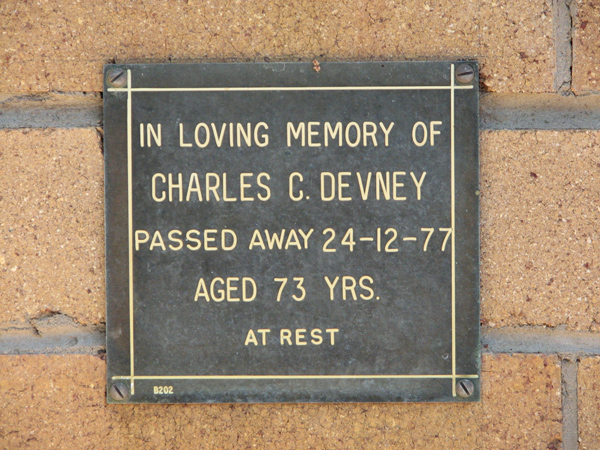 IN LOVING MEMORY OF
CHARLES C. DEVNEY
PASSED AWAY 24-12-77
AGED 73 YRS.
AT REST
B202